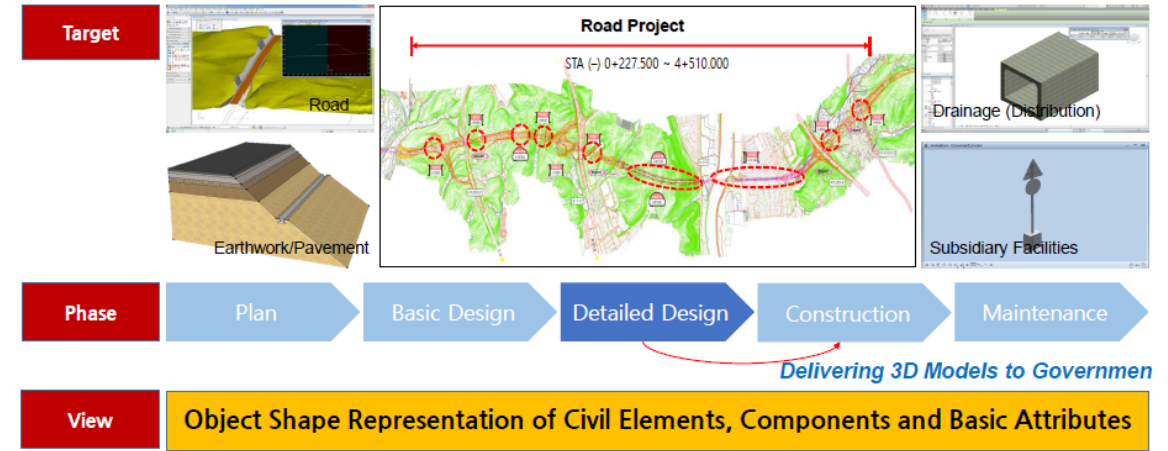 Target
Road
Earthwork/Pavement
Road Project
STA (–) 0+227.500 ~ 4+510.000
Drainage (Distribution)
Subsidiary Facilities
Phase
Plan
Basic Design
Detailed Design
Construction
Maintenance
Delivering 3D Models to Governmen
View
Object Shape Representation of Civil Elements, Components and Basic Attributes